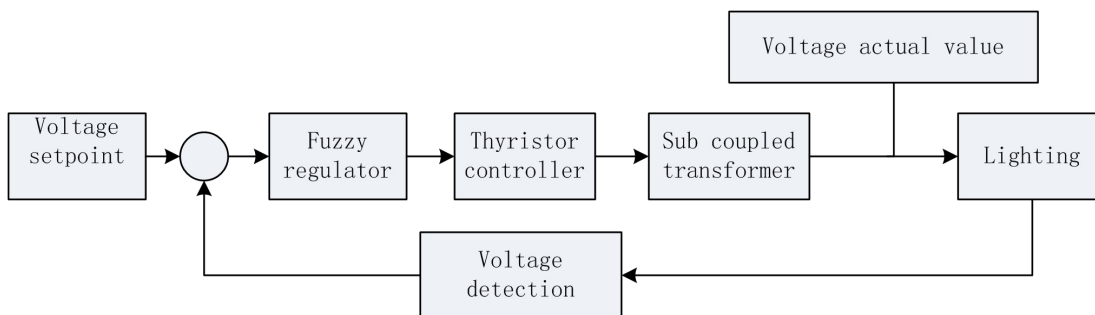 Voltage actual value
Voltage
setpoint
Fuzzy
regulator
Thyristor
controller
Sub coupled
transformer
Lighting
Voltage
detection